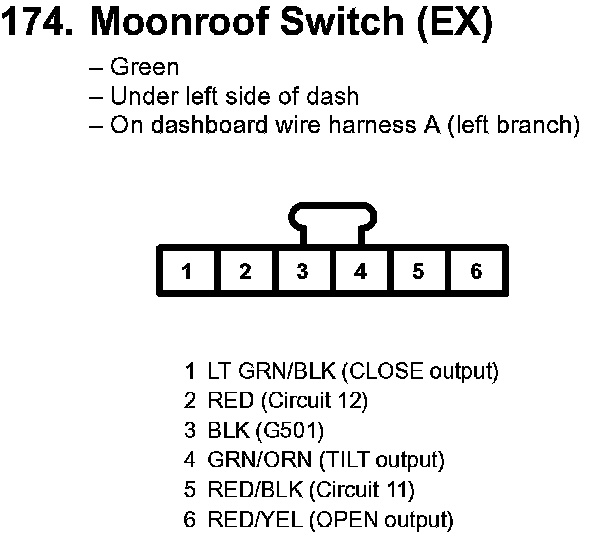 174. Moonroof Switch (EX)
– Green
– Under left side of dash
– On dashboard wire harness A (left branch)
1 2 3 4 5 6
1 LT GRN/BLK (CLOSE output)
2 RED (Circuit 12)
3 BLK (G501)
4 GRN/ORN (TILT output)
5 RED/BLK (Circuit 11)
6 RED/YEL (OPEN output)